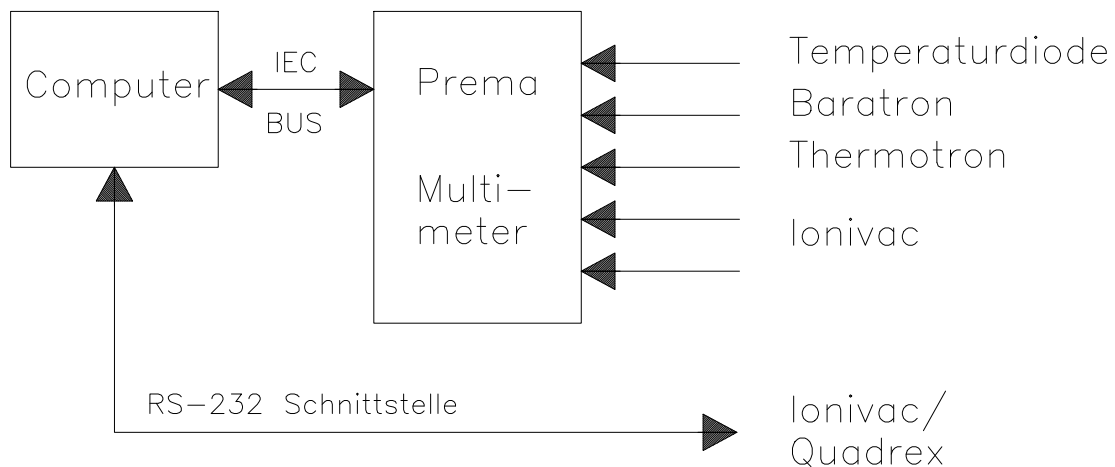 Computer
IEC
BUS
Prema
Multi-
meter
Temperaturdiode
Baratron
Thermotron
Ionivac
RS-232 Schnittstelle
Ionivac/
Quadrex